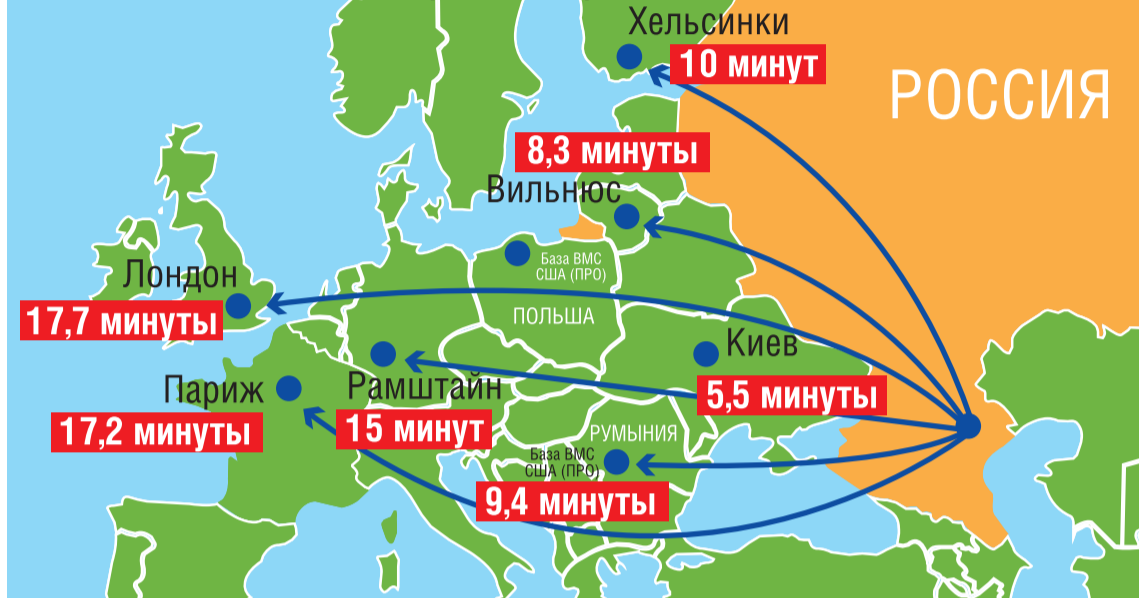 Хельсинки
10 минут
РОССИЯ
8,3 минуты
Вильнюс
База ВМС
США (ПРО)
Лондон
17,7 минуты
ПОЛЬША
Киев
5,5 минуты
Париж
17,2 минуты
Рамштайн
15 минут
РУМЫНИЯ
База ВМС
США (ПРО)
9,4 минуты